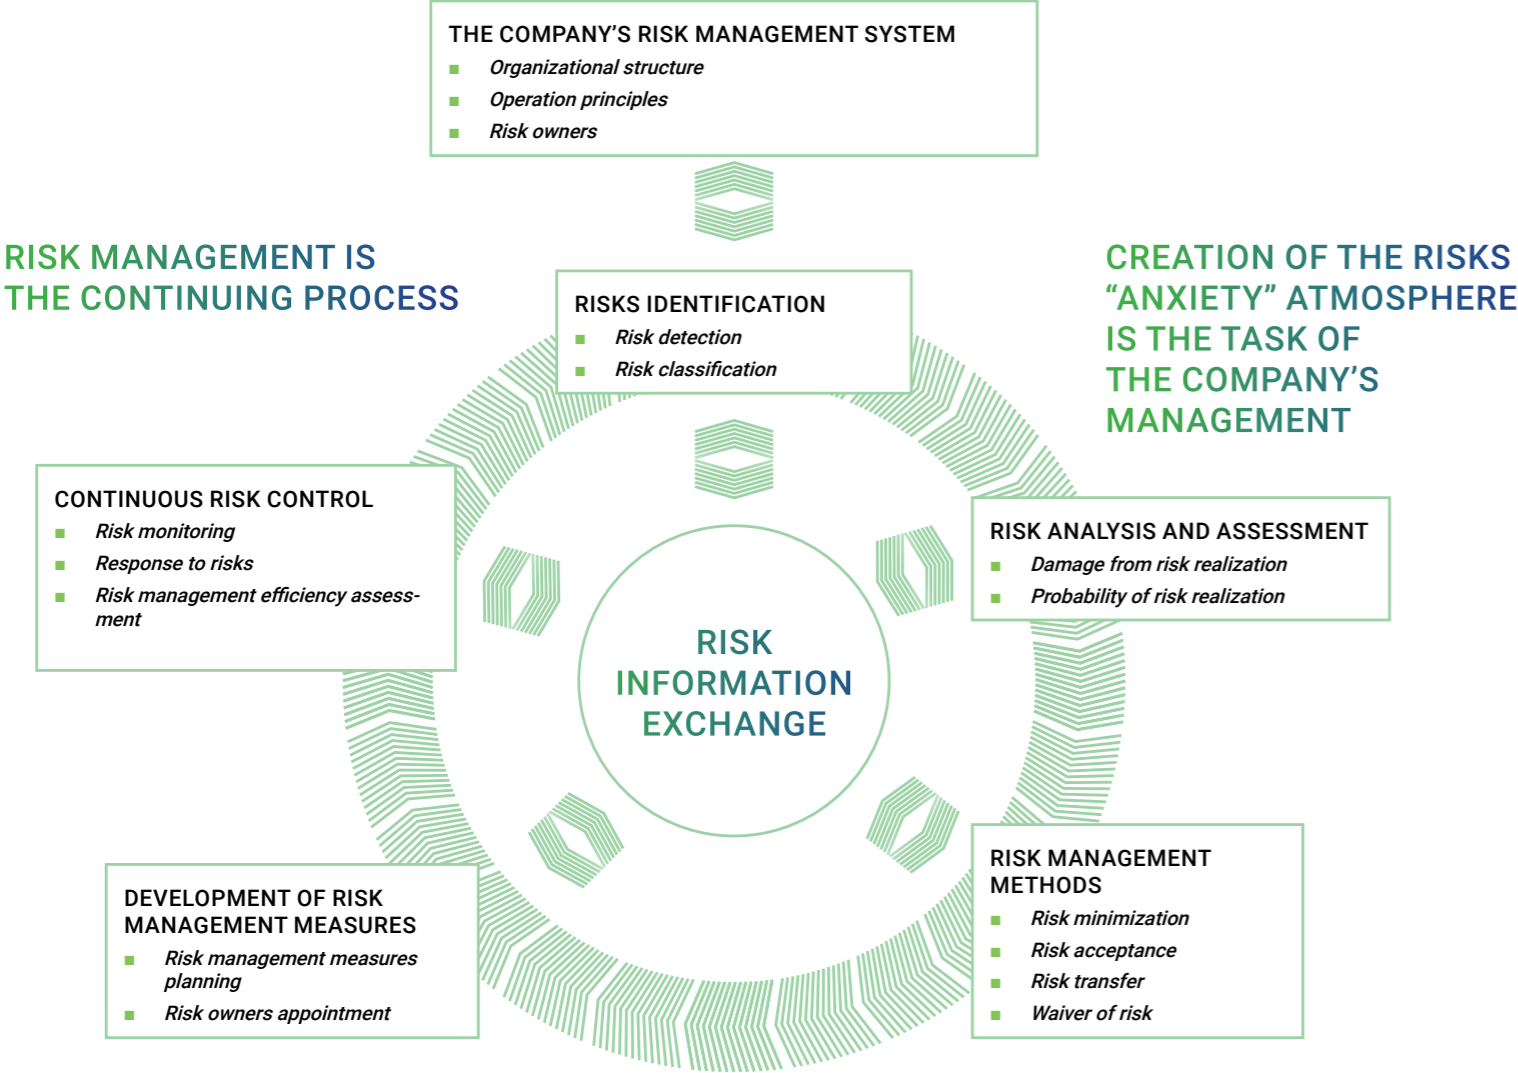 THE COMPANY’S RISK MANAGEMENT SYSTEM
Organizational structure
Operation principles
Risk owners
RISK MANAGEMENT IS
THE CONTINUING PROCESS
CREATION OF THE RISKS
“ANXIETY” ATMOSPHERE
IS THE TASK OF
THE COMPANY’S
MANAGEMENT
RISKS IDENTIFICATION
Risk detection
Risk classification
CONTINUOUS RISK CONTROL
Risk monitoring
Response to risks
Risk management efficiency assess-
ment
RISK ANALYSIS AND ASSESSMENT
Damage from risk realization
Probability of risk realization
RISK
INFORMATION
EXCHANGE
DEVELOPMENT OF RISK
MANAGEMENT MEASURES
Risk management measures
planning
Risk owners appointment
RISK MANAGEMENT
METHODS
Risk minimization
Risk acceptance
Risk transfer
Waiver of risk